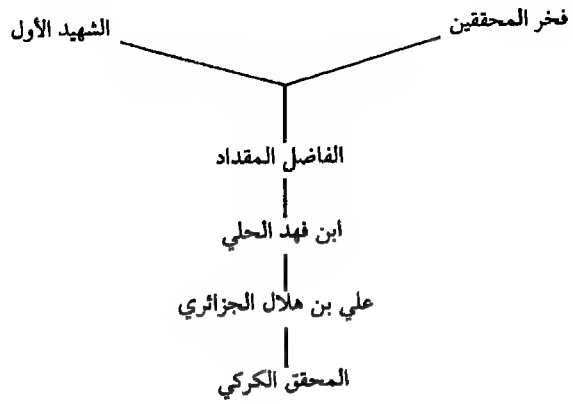 فخر المحققين
الشهيد الأول
الفاضل المقداد
ابن فهد الحلي
علي بن هلال الجزائري
المحقق الكركي